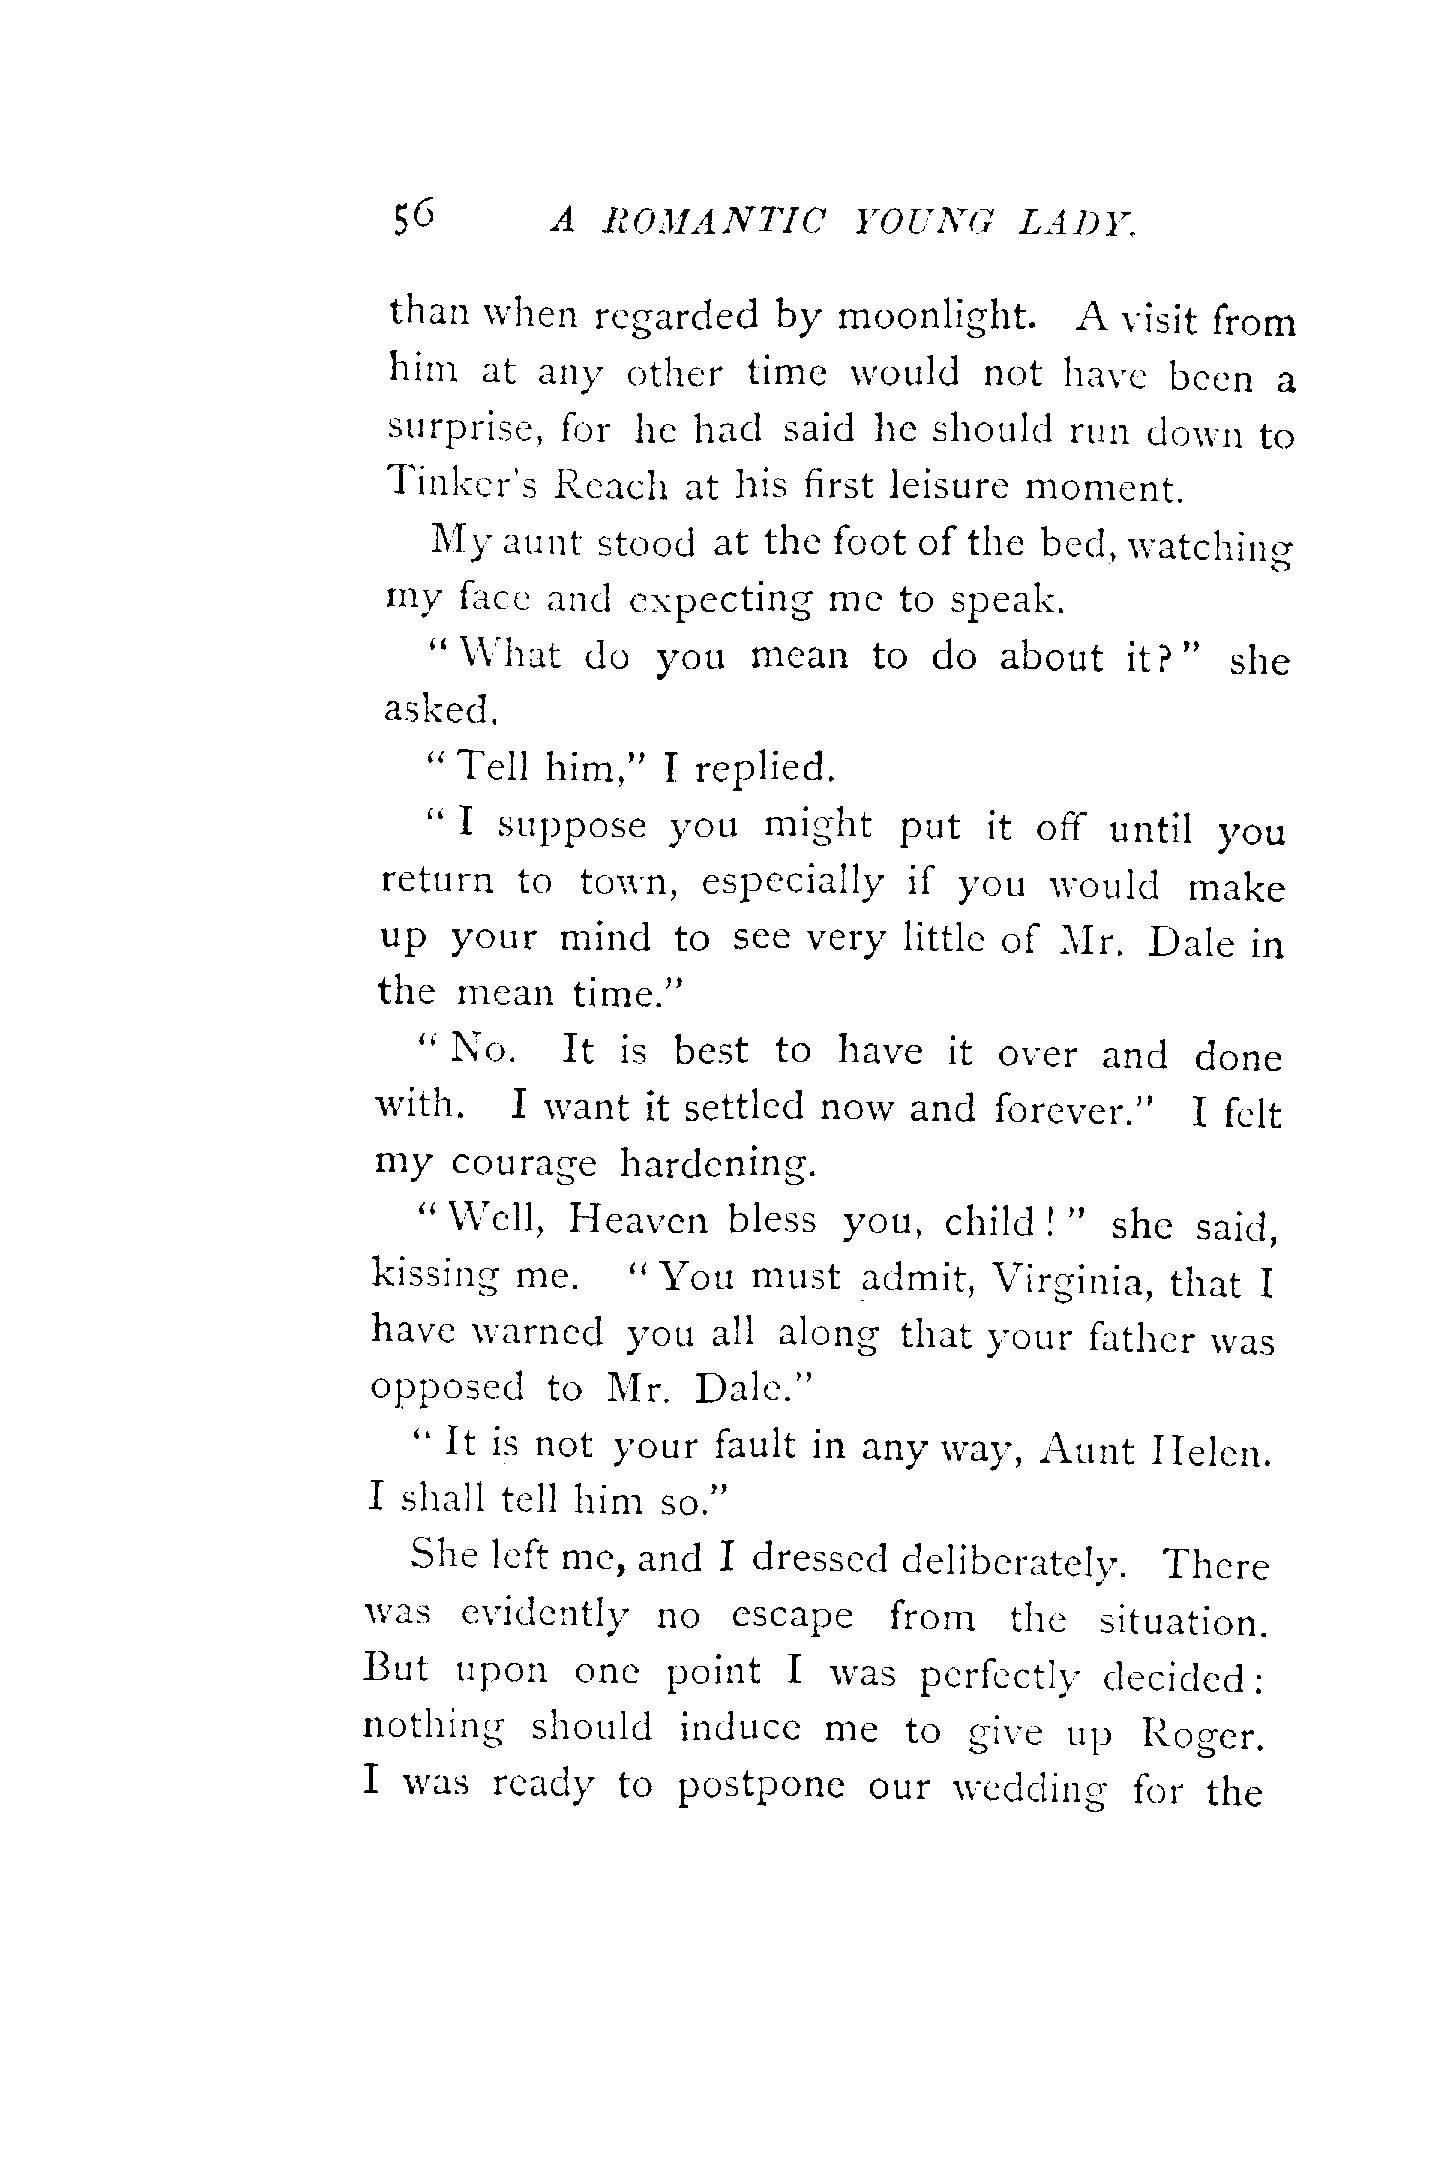 56 A ROMANTIC YOUNG LADY.
than when regarded by moonlight. A visit from
him at any other time would not have been a
surprise, for he had said he should run down to
Tinker's Reach at his first leisure moment.
My aunt stood at the foot of the bed, watching
my face and expecting me to speak.
“What do you mean to do about it?” she
asked.
“Tell him,” I replied.
“I suppose you might put it off until you
return to town, especially if you would make
up your mind to see very little of Mr. Dale in
the mean time.”
“No. It is best to have it over and done
with. I want it settled now and forever.” I felt
my courage hardening.
“Well, Heaven bless you, child!” she said,
kissing me. “You must admit, Virginia, that I
have warned you all along that your father was
opposed to Mr. Dale.”
“It is not your fault in any way, Aunt Helen.
I shall tell him so.”
She left me, and I dressed deliberately. There
was evidently no escape from the situation.
But upon one point I was perfectly decided:
nothing should induce me to give up Roger.
I was ready to postpone our wedding for the